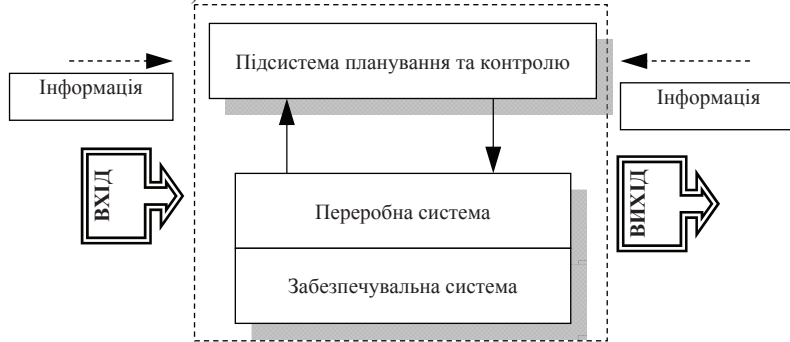 Підсистема планування та контролю
Інформація
Інформація
ВХІД
Переробна система
ВИХІД
Забезпечувальна система